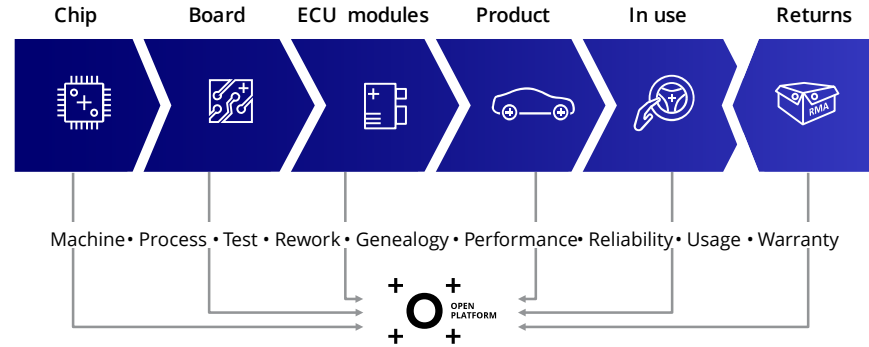 Chip Board ECU modules Product In use Returns
RMA
Machine • Process • Test • Rework • Genealogy • Performance • Reliability • Usage • Warranty
OPEN
PLATFORM